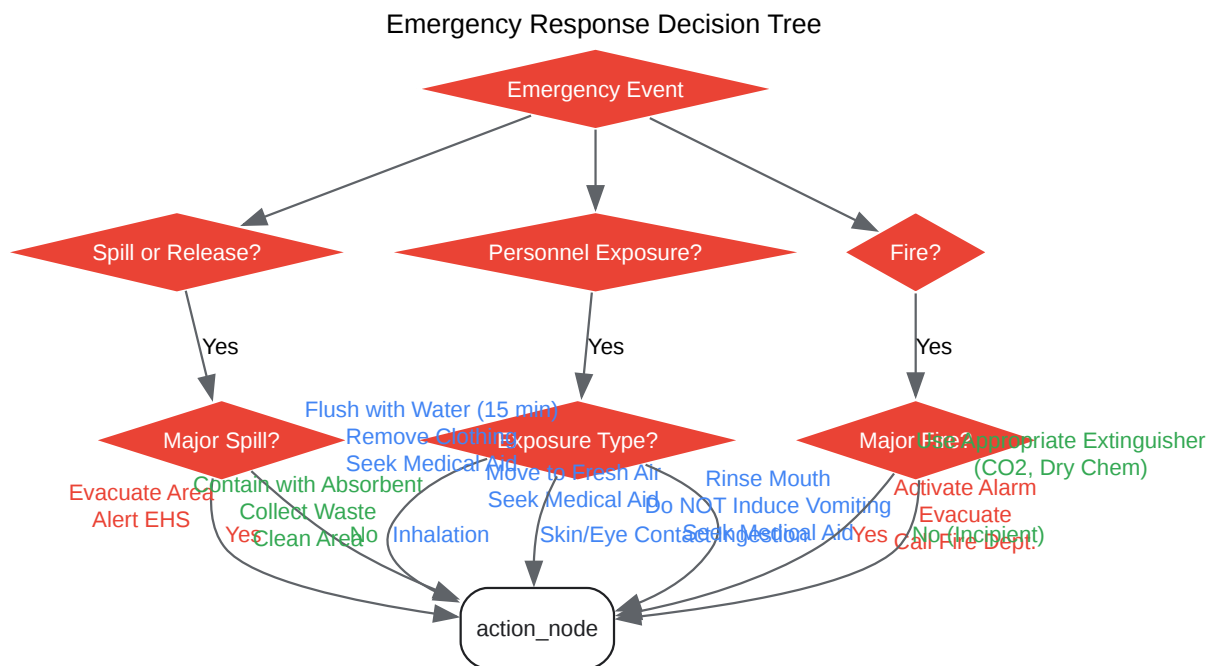 Emergency Response Decision Tree
Emergency Event
Spill or Release?
Personnel Exposure?
Fire?
Yes
Yes
Yes
Major Spill?
Exposure Type?
Major Fire?
Flush with Water (15 min)
Remove Clothing
Seek Medical Aid
Use Appropriate Extinguisher
(CO2, Dry Chem)
Evacuate Area
Alert EHS
Contain with Absorbent
Collect Waste
Clean Area
Move to Fresh Air
Seek Medical Aid
Rinse Mouth
Do NOT Induce Vomiting
Seek Medical Aid
Activate Alarm
Evacuate
Call Fire Dept.
Yes
No
Inhalation
Skin/Eye Contact
Ingestion
Yes
No (Incipient)
action_node